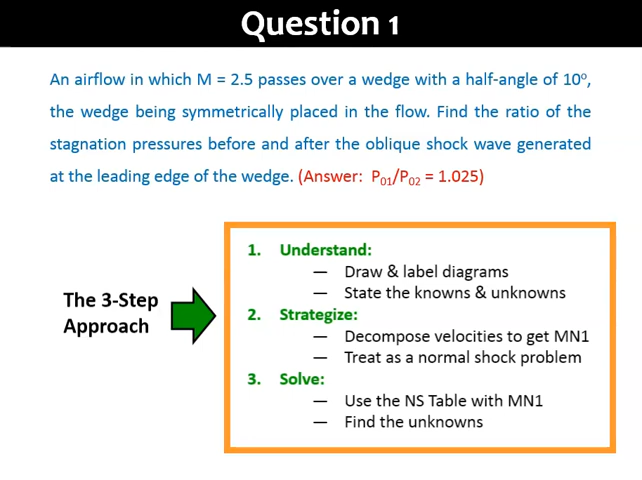 Question 1
An airflow in which M = 2.5 passes over a wedge with a half-angle of 10°,
the wedge being symmetrically placed in the flow. Find the ratio of the
stagnation pressures before and after the oblique shock wave generated
at the leading edge of the wedge. (Answer: P₀₁/P₀₂ = 1.025)
The 3-Step
Approach
1. Understand:
— Draw & label diagrams
— State the knowns & unknowns
2. Strategize:
— Decompose velocities to get MN1
— Treat as a normal shock problem
3. Solve:
— Use the NS Table with MN1
— Find the unknowns